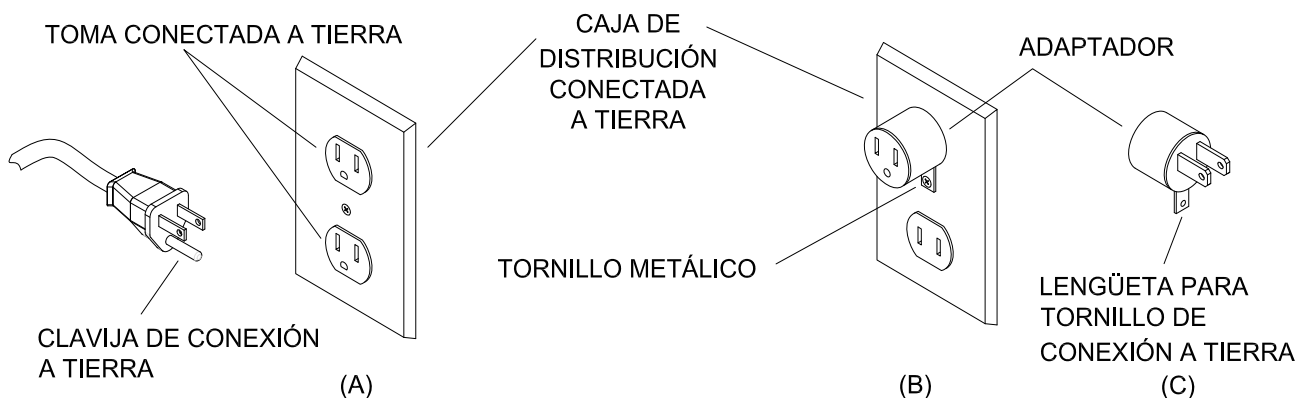 TOMA CONECTADA A TIERRA
CAJA DE
DISTRIBUCIÓN
CONECTADA
A TIERRA
ADAPTADOR
TORNILLO METÁLICO
CLAVIJA DE CONEXIÓN
A TIERRA
LENGÜETA PARA
TORNILLO DE
CONEXIÓN A TIERRA
(A)
(B)
(C)